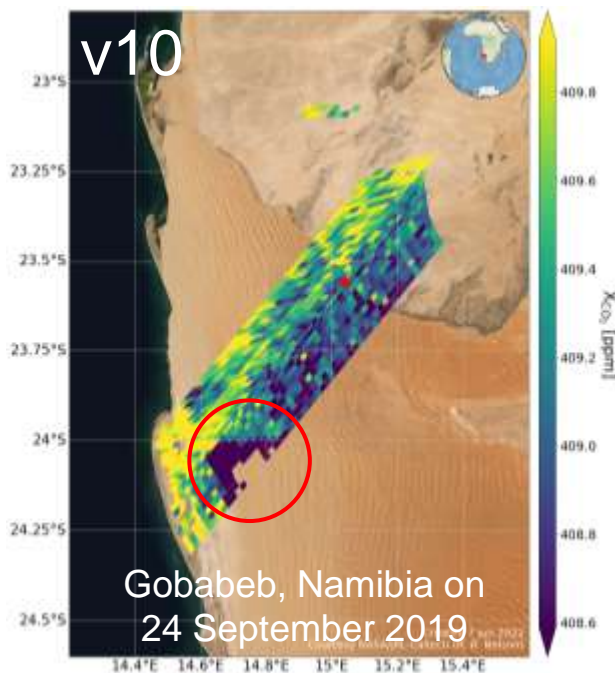 v10
23°S
23.25°S
23.5°S
23.75°S
24°S
24.25°S
24.5°S
14.4°E 14.6°E 14.8°E 15°E 15.2°E 15.4°E
Gobabeb, Namibia on
24 September 2019
409.8
409.6
409.4
409.2
409.0
408.8
408.6
X_CO₂ [ppm]